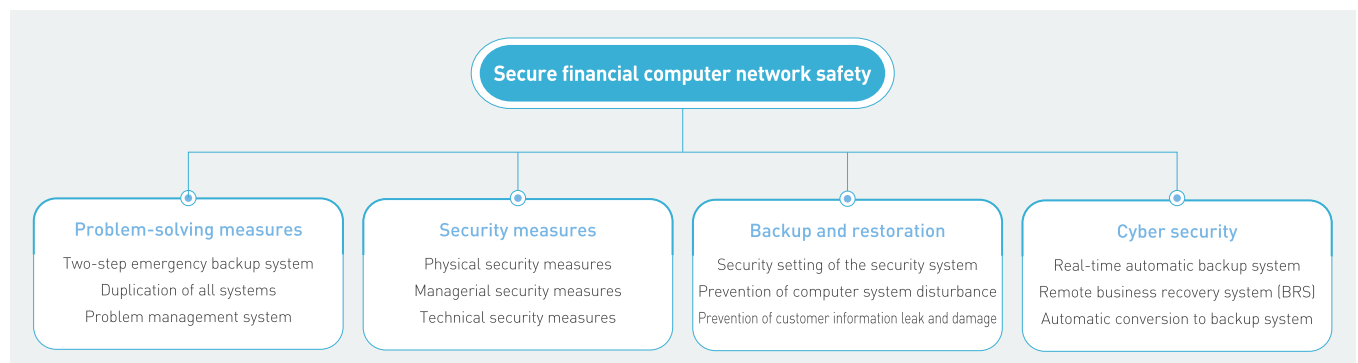 Secure financial computer network safety
Problem-solving measures
Two-step emergency backup system
Duplication of all systems
Problem management system
Security measures
Physical security measures
Managerial security measures
Technical security measures
Backup and restoration
Security setting of the security system
Prevention of computer system disturbance
Prevention of customer information leak and damage
Cyber security
Real-time automatic backup system
Remote business recovery system (BRS)
Automatic conversion to backup system